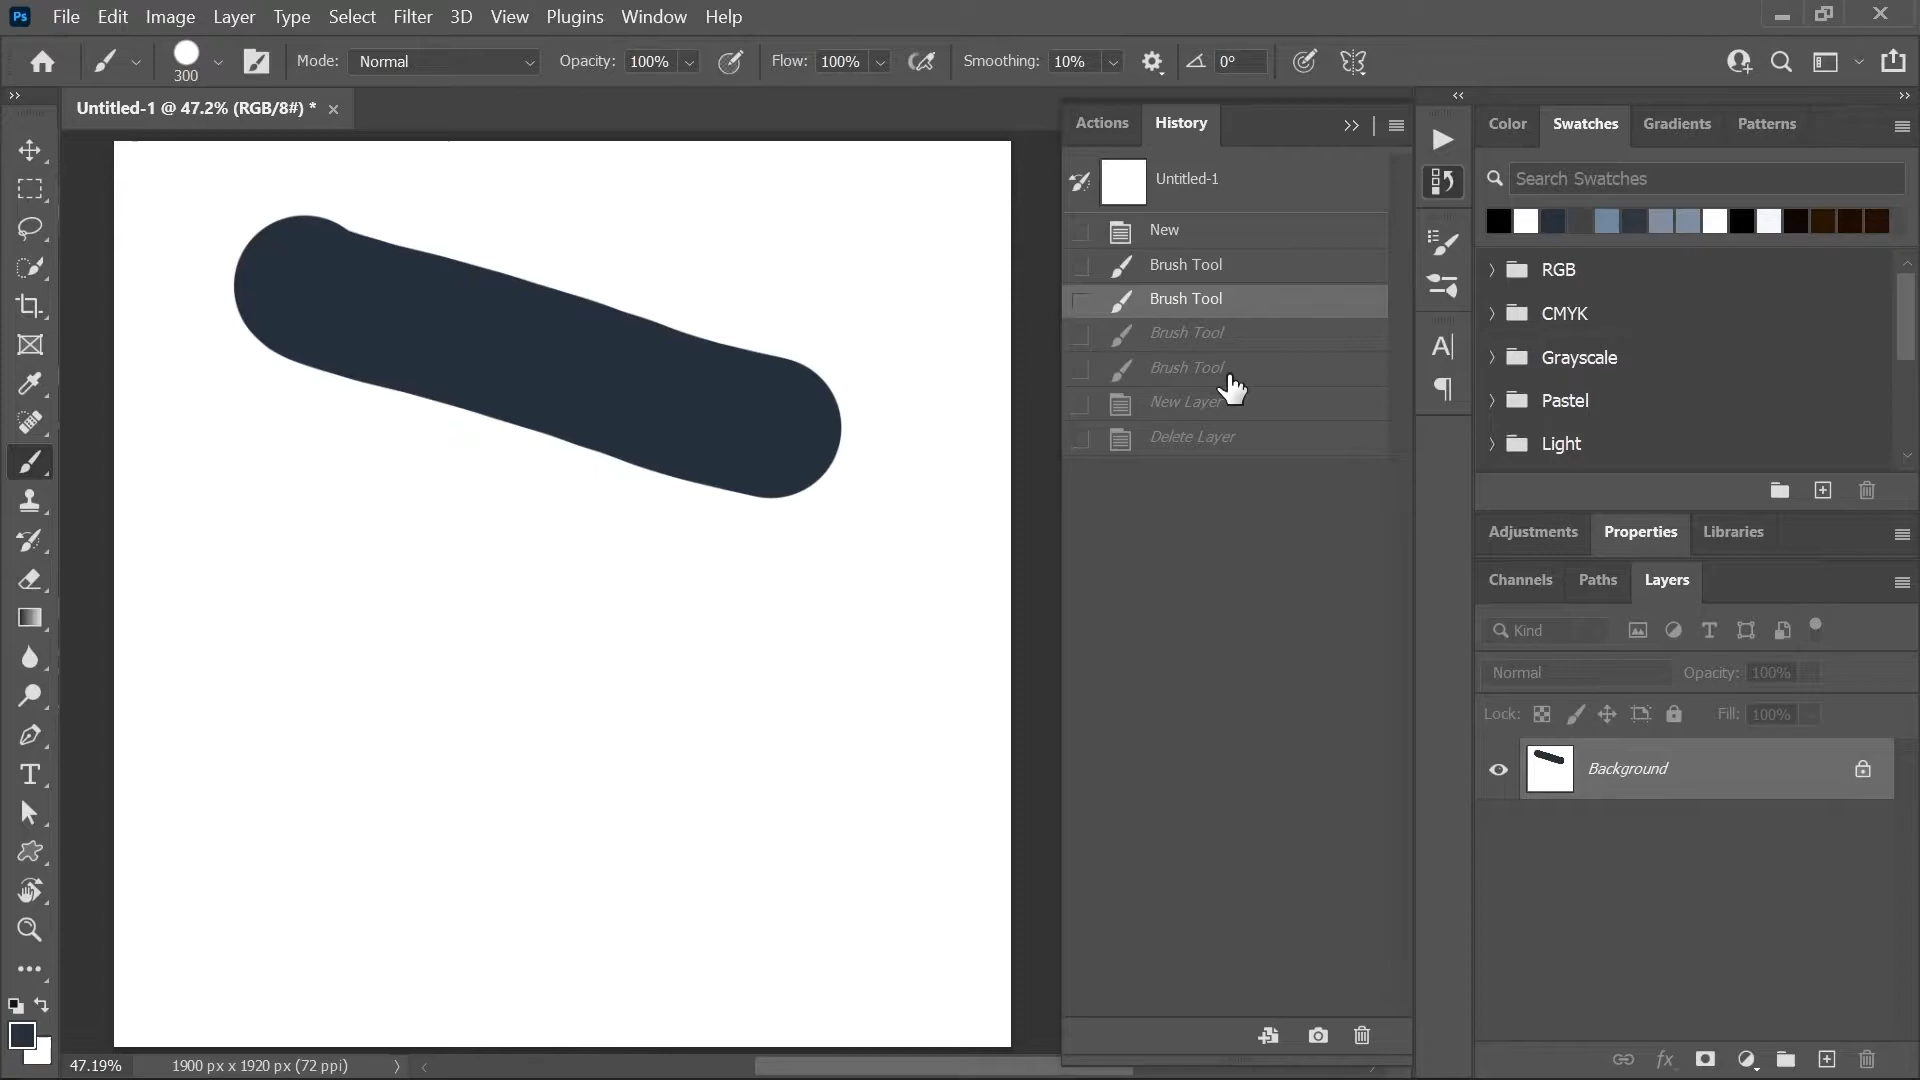 Ps File Edit Image Layer Type Select Filter 3D View Plugins Window Help
300 Mode: Normal Opacity: 100% Flow: 100% Smoothing: 10% 0°
Untitled-1 @ 47.2% (RGB/8#) *
Actions History
Untitled-1
New
Brush Tool
Brush Tool
Brush Tool
Brush Tool
New Layer
Delete Layer
Color Swatches Gradients Patterns
Search Swatches
RGB
CMYK
Grayscale
Pastel
Light
Adjustments Properties Libraries
Channels Paths Layers
Kind
Normal Opacity: 100%
Lock: Fill: 100%
Background
fx
47.19% 1900 px x 1920 px (72 ppi)